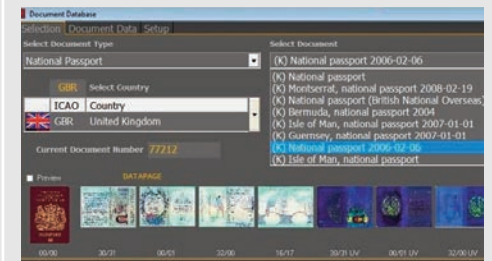 Document Database
Selection Document Data Setup
Select Document Type
National Passport
GBR Select Country
ICAO Country
GBR United Kingdom
Current Document Number 77212
Select Document
(K) National passport 2006-02-06
(K) National passport
(K) Montserrat, national passport 2008-02-19
(K) National passport (British National Overseas)
(K) Bermuda, national passport 2004
(K) Isle of Man, national passport 2007-01-01
(K) Guernsey, national passport 2007-01-01
(K) National passport 2006-02-06
(K) Isle of Man, national passport
Preview
DATAPAGE
00/00 30/31 00/01 32/00 16/17 30/31 UV 00/01 UV 32/00 UV